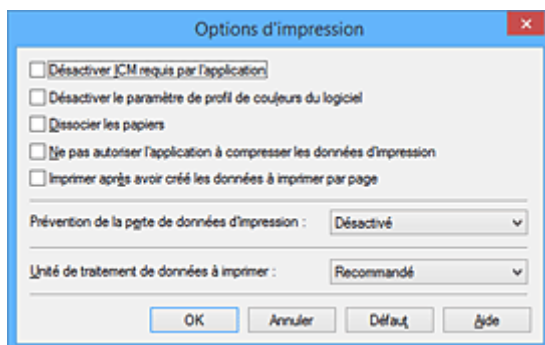 Options d'impression
Désactiver ICM requis par l'application
Désactiver le paramètre de profil de couleurs du logiciel
Dissocier les papiers
Ne pas autoriser l'application à compresser les données d'impression
Imprimer après avoir créé les données à imprimer par page
Prévention de la perte de données d'impression : Désactivé
Unité de traitement de données à imprimer : Recommandé
OK Annuler Défaut Aide